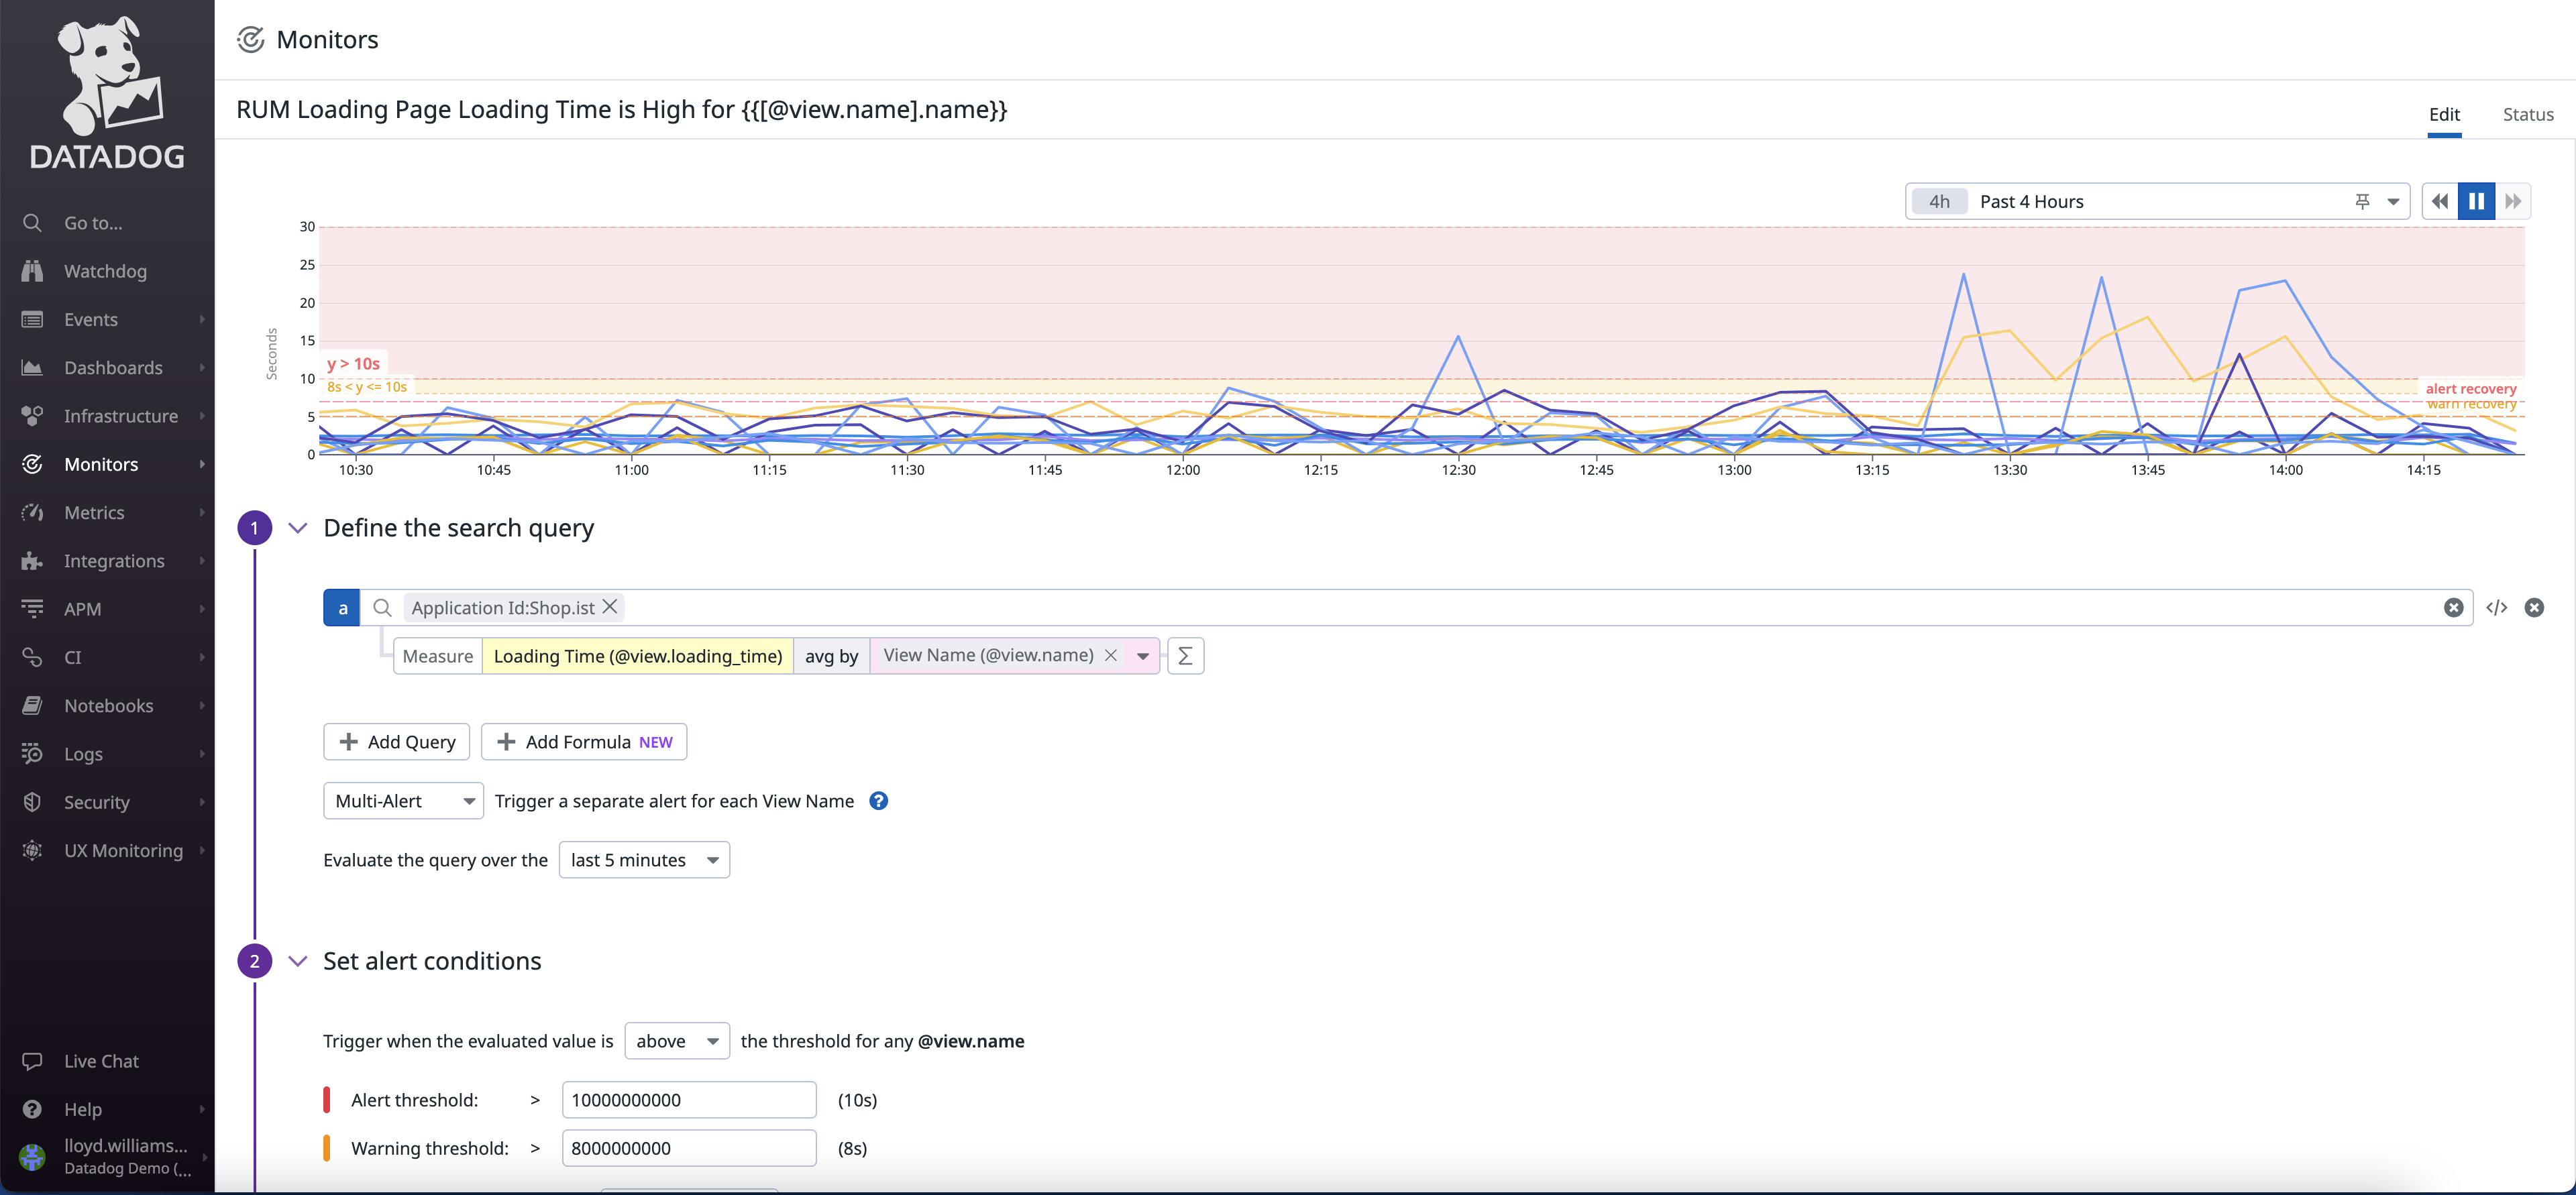 DATADOG
Go to...
Watchdog
Events
Dashboards
Infrastructure
Monitors
Metrics
Integrations
APM
CI
Notebooks
Logs
Security
UX Monitoring
Live Chat
Help
lloyd.williams...
Datadog Demo (...
Monitors
RUM Loading Page Loading Time is High for {{[@view.name].name}}
Edit Status
4h Past 4 Hours
Seconds
30
25
20
15
10
5
0
y > 10s
8s < y <= 10s
alert recovery
warn recovery
10:30 10:45 11:00 11:15 11:30 11:45 12:00 12:15 12:30 12:45 13:00 13:15 13:30 13:45 14:00 14:15
1 Define the search query
a Application Id:Shop.ist
Measure Loading Time (@view.loading_time) avg by View Name (@view.name) Σ
Add Query Add Formula NEW
Multi-Alert Trigger a separate alert for each View Name ?
Evaluate the query over the last 5 minutes
2 Set alert conditions
Trigger when the evaluated value is above the threshold for any @view.name
Alert threshold: > 10000000000 (10s)
Warning threshold: > 8000000000 (8s)